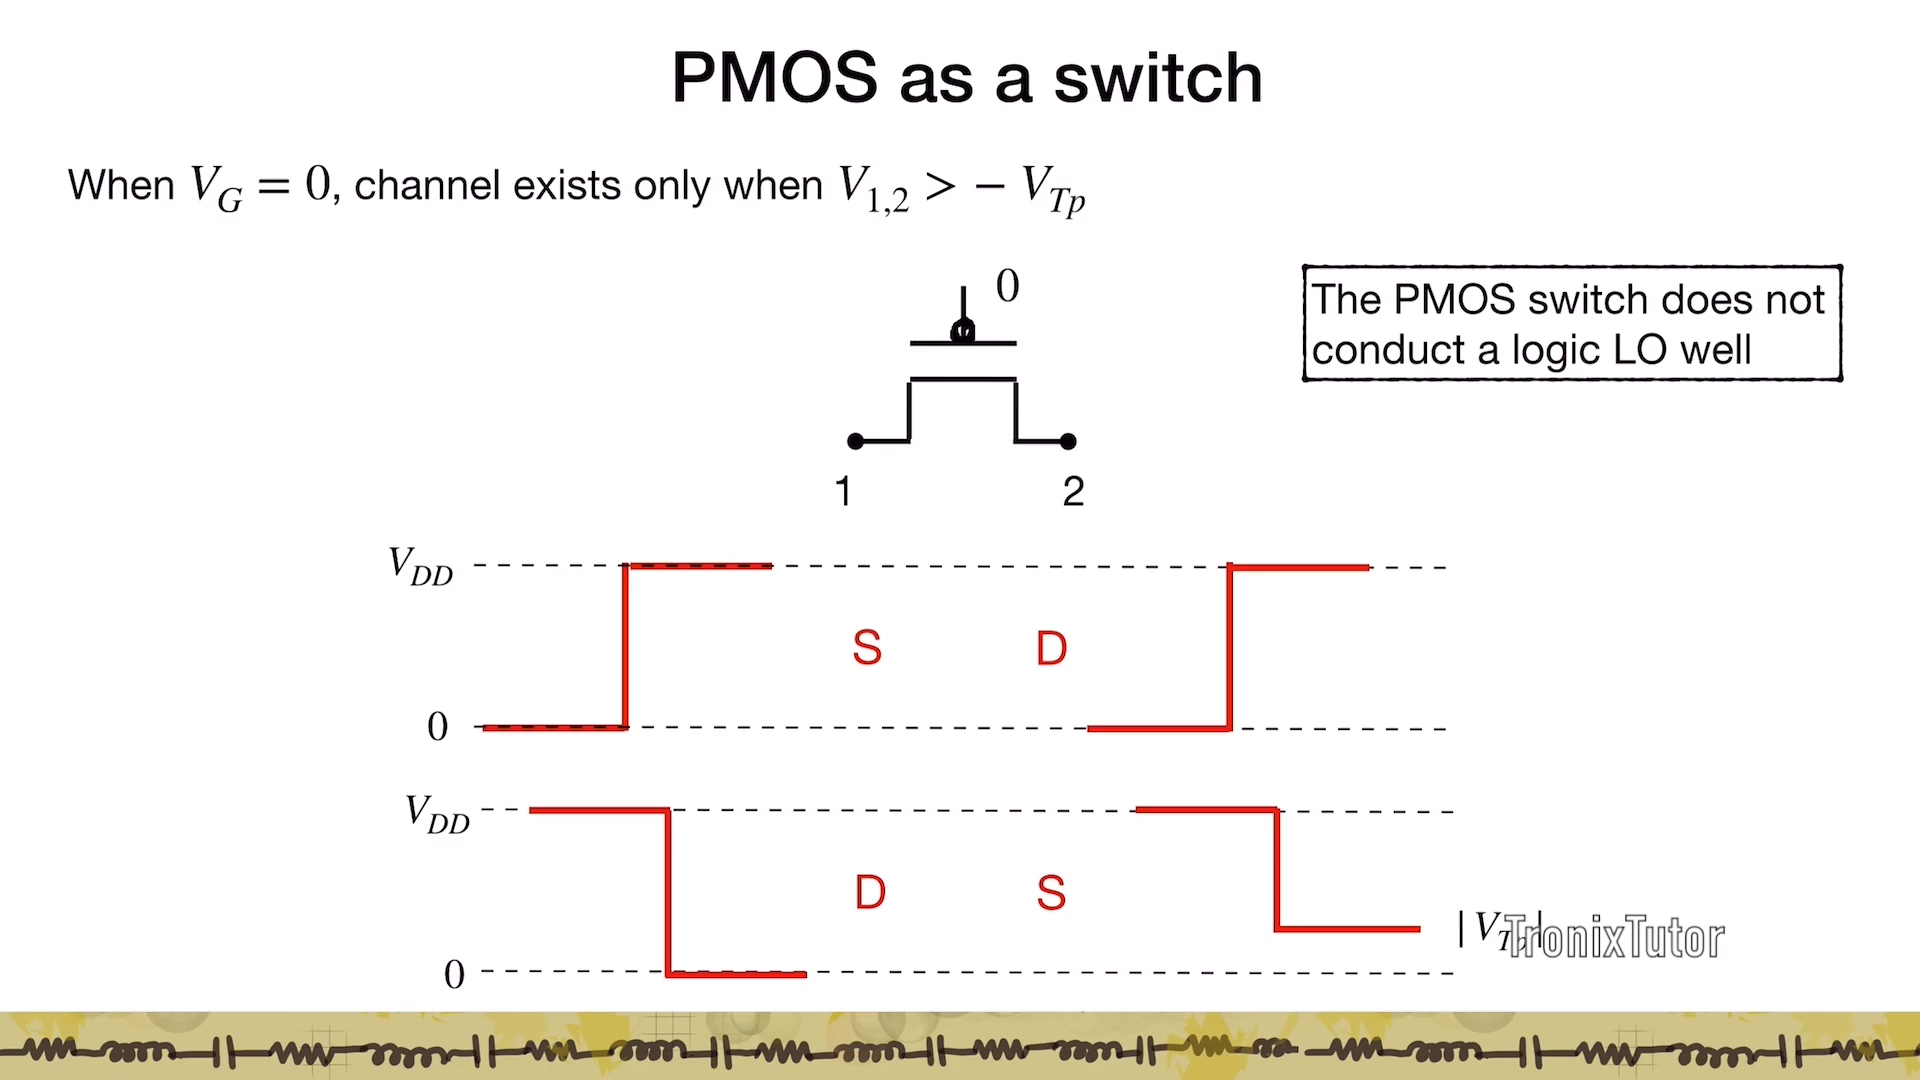 PMOS as a switch
When V_G = 0, channel exists only when V_{1,2} > − V_{Tp}
0
The PMOS switch does not
conduct a logic LO well
1 2
V_{DD}
S D
0
V_{DD}
D S
|V_{Tp}|
TronixTutor
0